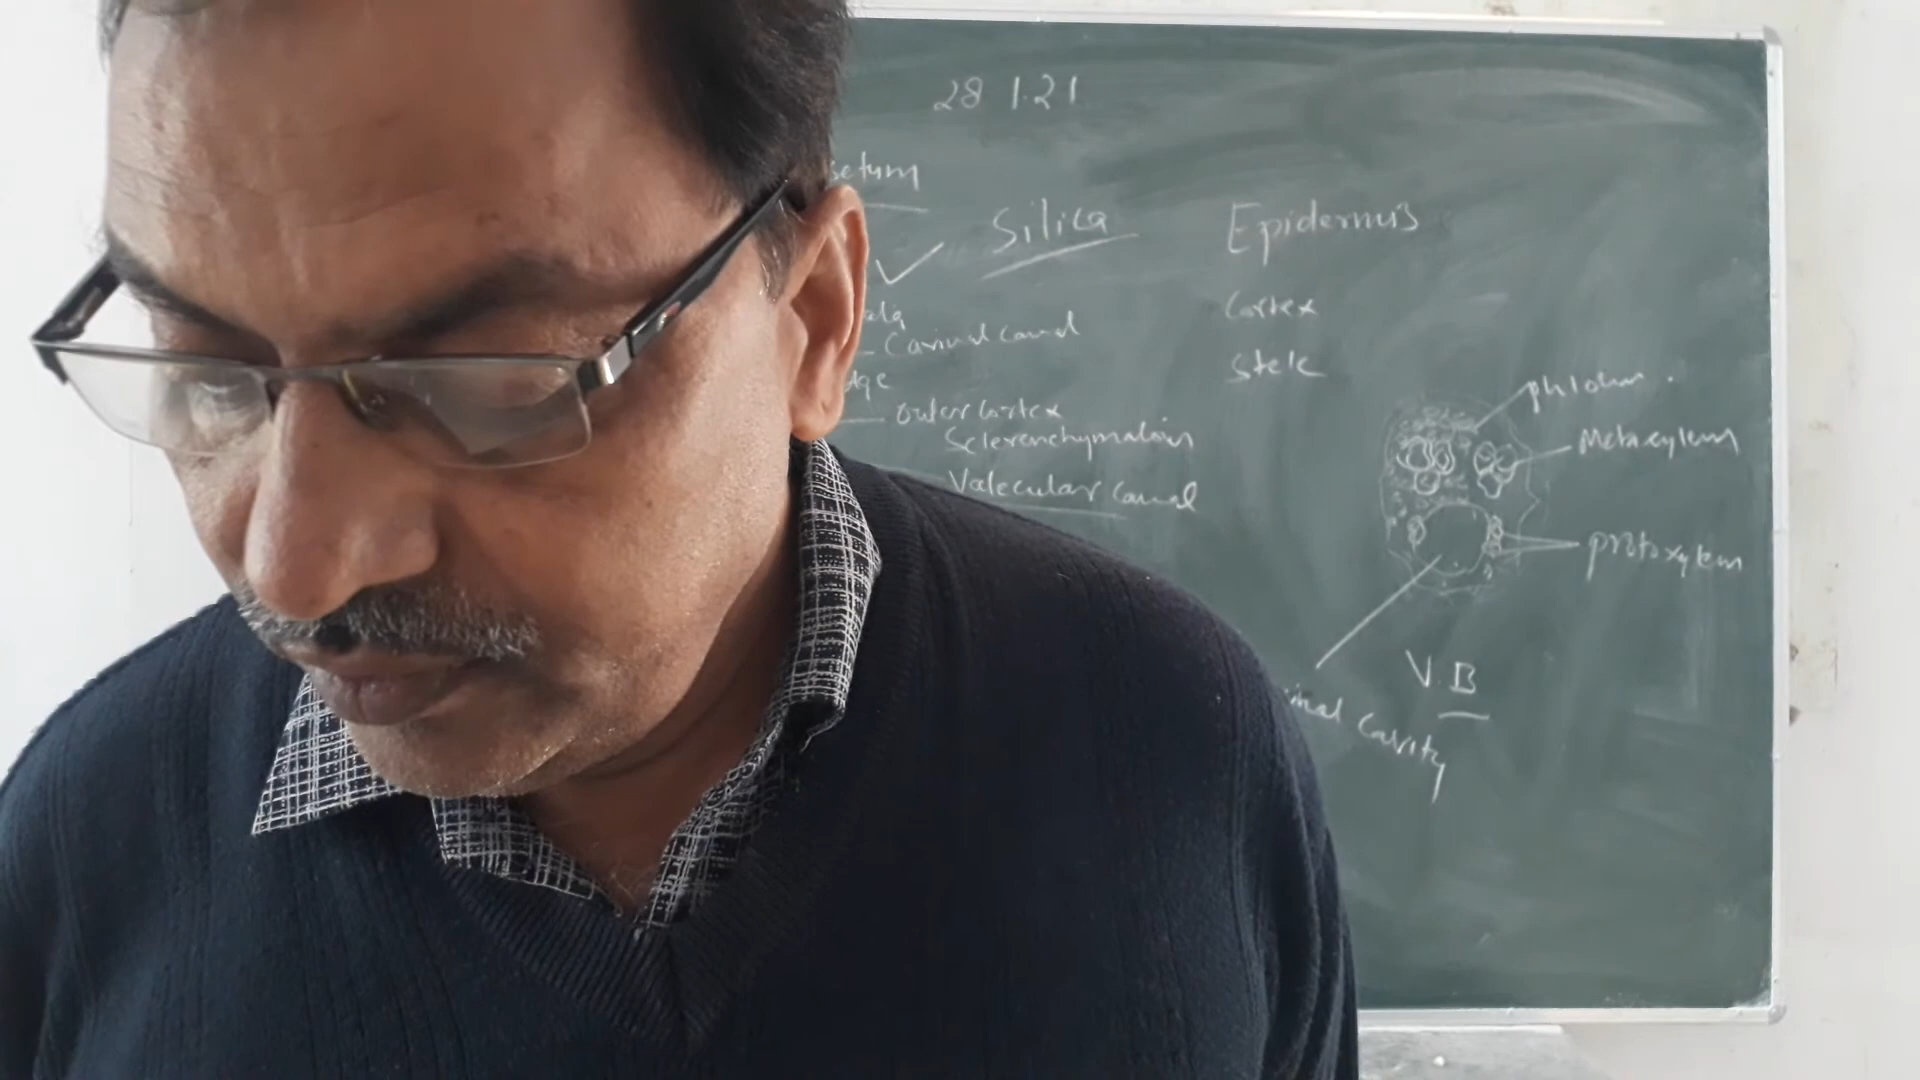 28 1.21
setum
Silica
Epidermis
Carinal canal
Cortex
Stele
outer Cortex
Sclerenchymatous
Valecular canal
phloem.
Metaxylem
protoxylem
V.B
inal cavity